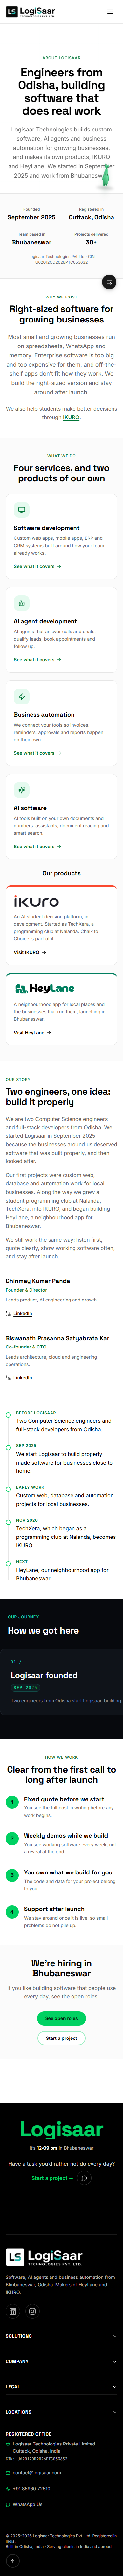 LogiSaar
TECHNOLOGIES PVT. LTD.
ABOUT LOGISAAR
Engineers from
Odisha, building
software that
does real work
Logisaar Technologies builds custom
software, AI agents and business
automation for growing businesses,
and makes its own products, IKURO
and HeyLane. We started in September
2025 and work from Bhubaneswar.
Founded
September 2025
Registered in
Cuttack, Odisha
Team based in
Bhubaneswar
Projects delivered
30+
Logisaar Technologies Pvt Ltd · CIN
WHY WE EXIST
Right-sized software for
growing businesses
Most small and growing businesses run
on spreadsheets, WhatsApp and
memory. Enterprise software is too big
and too expensive for them, and off-the-
shelf apps don't fit how they work. We
build the right-sized version and stay
around after launch.
We also help students make better decisions
through IKURO.
WHAT WE DO
Four services, and two
products of our own
Software development
Custom web apps, mobile apps, ERP and
CRM systems built around how your team
already works.
See what it covers →
AI agent development
AI agents that answer calls and chats,
qualify leads, book appointments and
follow up.
See what it covers →
Business automation
We connect your tools so invoices,
reminders, approvals and reports happen
on their own.
See what it covers →
AI software
AI tools built on your own documents and
numbers: assistants, document reading and
smart search.
See what it covers →
Our products
IKURO
An AI student decision platform, in
development. Started as TechXera, a
programming club at Nalanda. Chalk to
Choice is part of it.
Visit IKURO →
HeyLane
A neighbourhood app for local places and
the businesses that run them, launching in
Bhubaneswar.
Visit HeyLane →
OUR STORY
Two engineers, one idea:
build it properly
We are two Computer Science engineers
and full-stack developers from Odisha. We
started Logisaar in September 2025
because the businesses around us deserved
software that was built properly, and then
looked after.
Our first projects were custom web,
database and automation work for local
businesses. Along the way we grew a
student programming club at Nalanda,
TechXera, into IKURO, and began building
HeyLane, a neighbourhood app for
Bhubaneswar.
We still work the same way: listen first,
quote clearly, show working software often,
and stay after launch.
Chinmay Kumar Panda
Founder & Director
Leads product, AI engineering and growth.
LinkedIn
Biswanath Prasanna Satyabrata Kar
Co-founder & CTO
Leads architecture, cloud and engineering
operations.
LinkedIn
BEFORE LOGISAAR
Two Computer Science engineers and
full-stack developers from Odisha.
SEP 2025
We start Logisaar to build properly
made software for businesses close to
home.
EARLY WORK
Custom web, database and automation
projects for local businesses.
NOV 2025
TechXera, which began as a
programming club at Nalanda, becomes
IKURO.
NEXT
HeyLane, our neighbourhood app for
Bhubaneswar.
OUR JOURNEY
How we got here
01 /
Logisaar founded
SEP 2025
Two engineers from Odisha start Logisaar, building
HOW WE WORK
Clear from the first call to
long after launch
1
Fixed quote before we start
You see the full cost in writing before any
work begins.
2
Weekly demos while we build
You see working software every week, not
a reveal at the end.
3
You own what we build for you
The code and data for your project belong
to you.
4
Support after launch
We stay around once it is live, so small
problems do not pile up.
We're hiring in
Bhubaneswar
If you like building software that people use
every day, see the open roles.
See open roles
Start a project
Logisaar
It's 12:09 pm in Bhubaneswar
Have a task you'd rather not do every day?
Start a project →
LogiSaar
TECHNOLOGIES PVT. LTD.
Software, AI agents and business automation from
Bhubaneswar, Odisha. Makers of HeyLane and
IKURO.
SOLUTIONS
COMPANY
LEGAL
LOCATIONS
REGISTERED OFFICE
Logisaar Technologies Private Limited
Cuttack, Odisha, India
contact@logisaar.com
+91 85980 72510
WhatsApp Us
© 2025–2026 Logisaar Technologies Pvt. Ltd. Registered in
India.
Built in Odisha, India · Serving clients in India and abroad